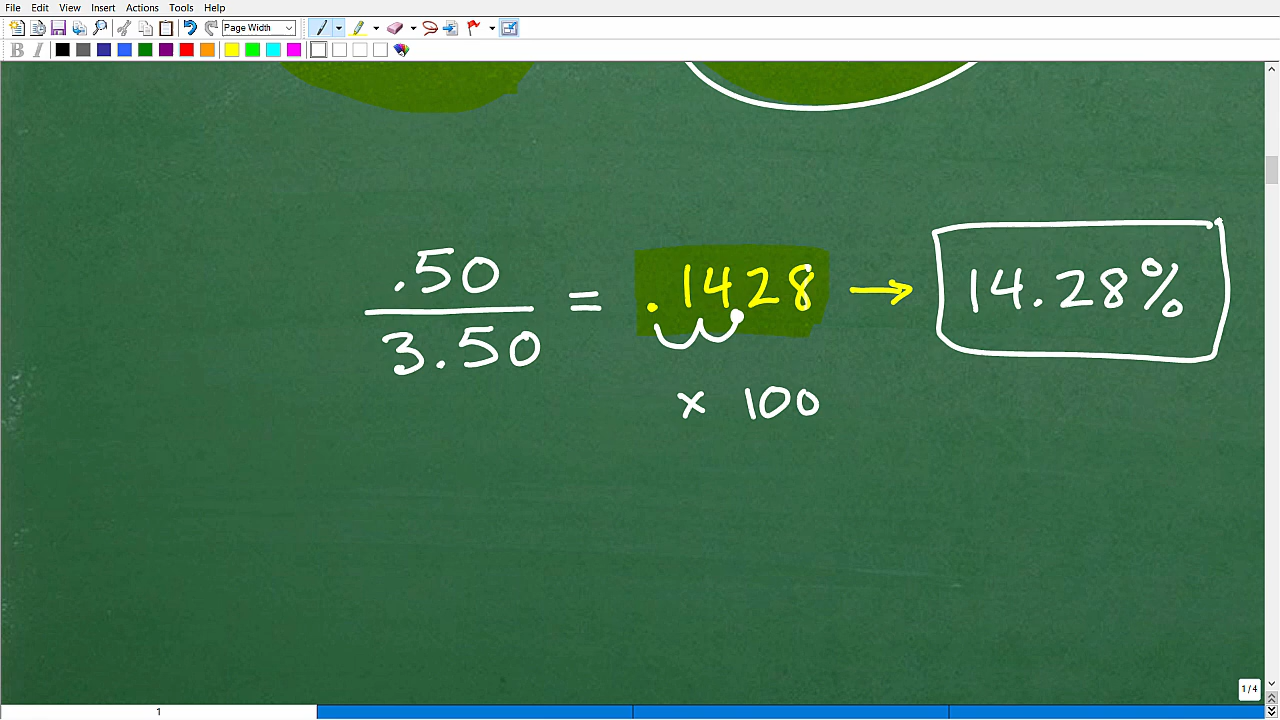 File Edit View Insert Actions Tools Help
Page Width
B I
.50
3.50
= .1428 → 14.28%
x 100
1/4
1